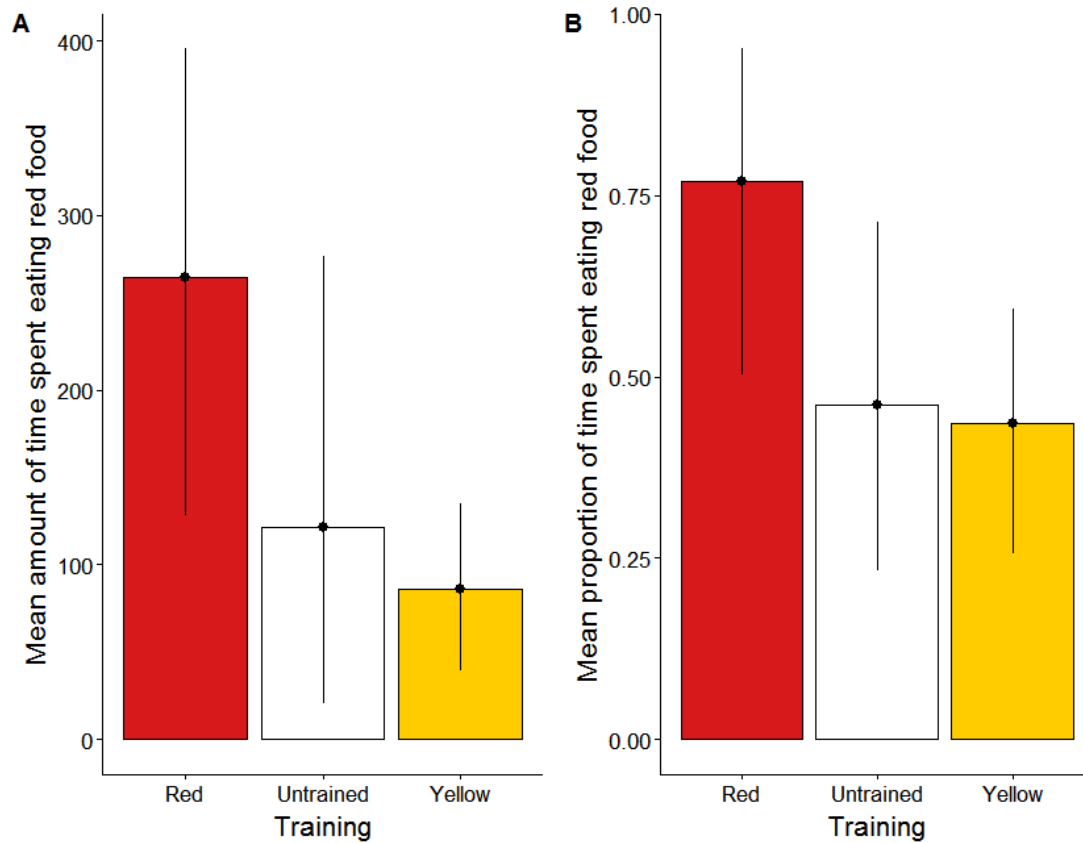 A
Mean amount of time spent eating red food
400
300
200
100
0
Red Untrained Yellow
Training
B
Mean proportion of time spent eating red food
1.00
0.75
0.50
0.25
0.00
Red Untrained Yellow
Training